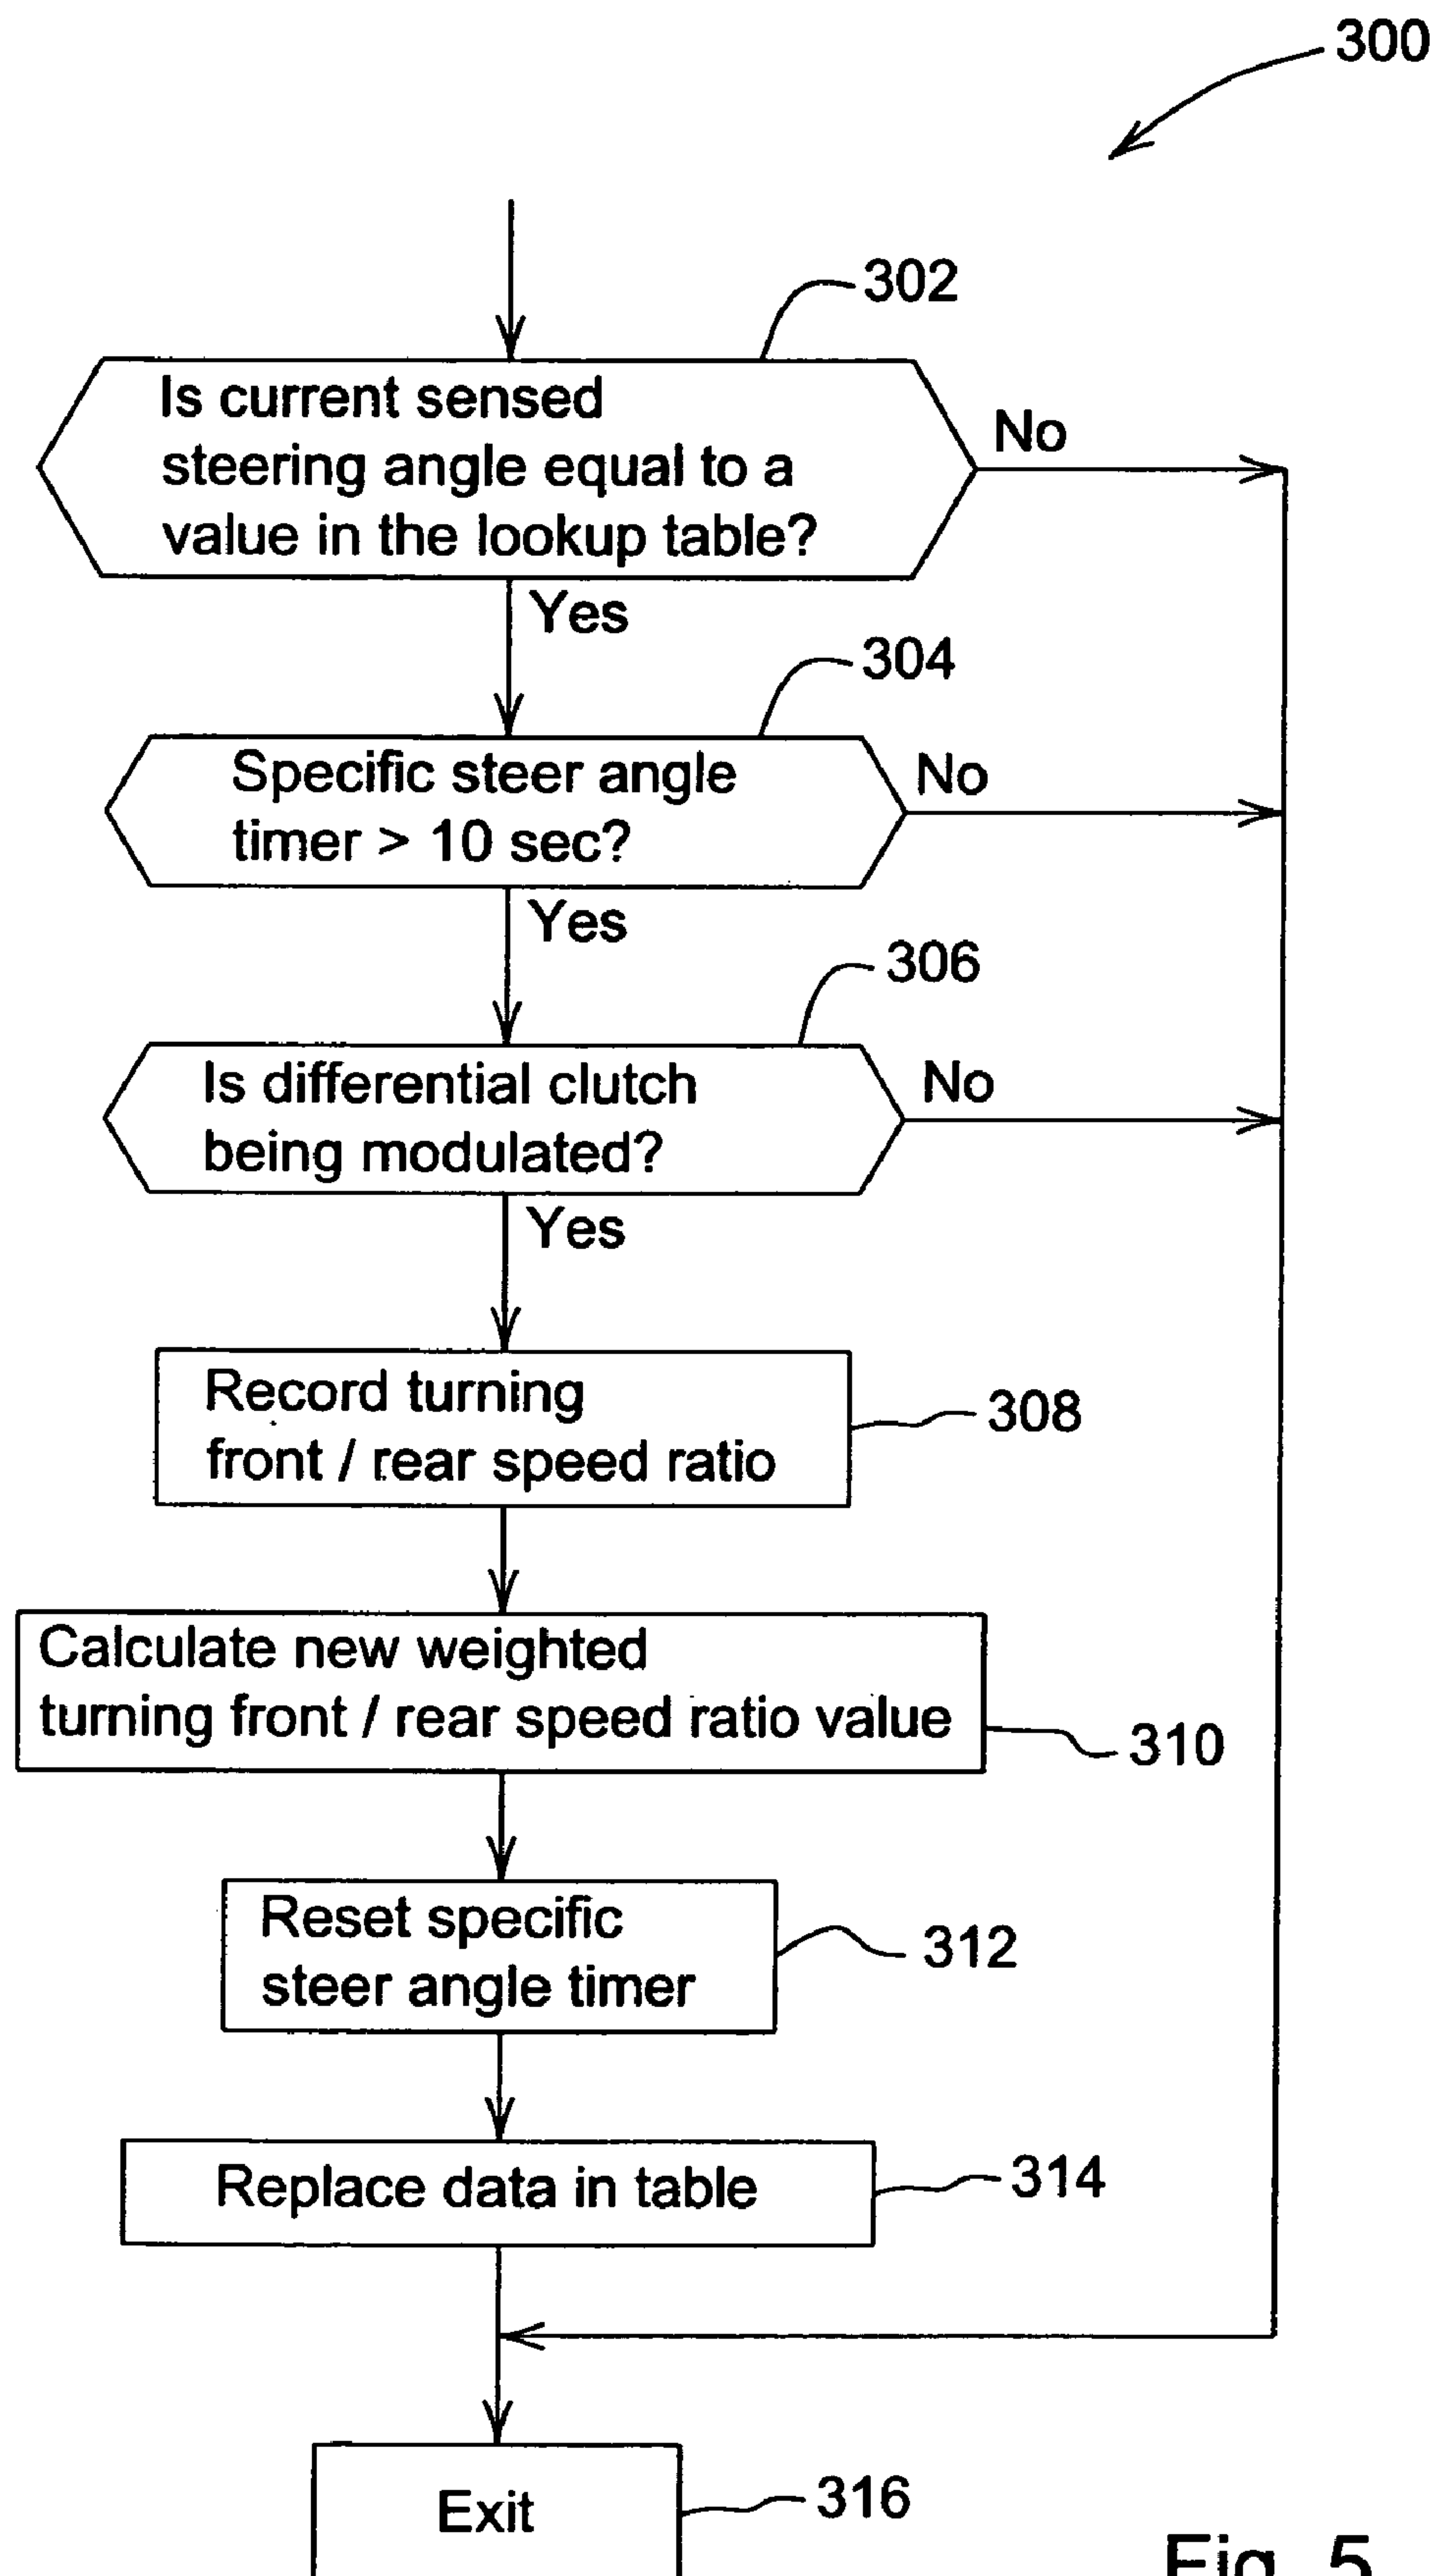 300
302
Is current sensed
steering angle equal to a
value in the lookup table?
No
Yes
304
Specific steer angle
timer > 10 sec?
No
Yes
306
Is differential clutch
being modulated?
No
Yes
Record turning
front / rear speed ratio
308
Calculate new weighted
turning front / rear speed ratio value
310
Reset specific
steer angle timer
312
Replace data in table
314
Exit
316
Fig. 5